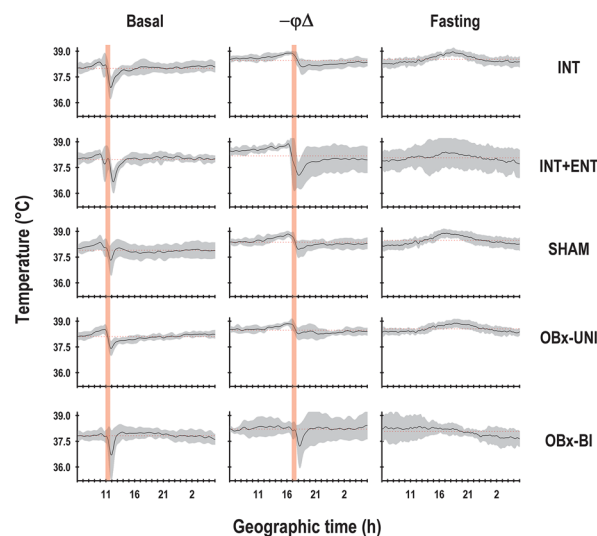 Basal −φΔ Fasting
39.0
37.5
36.0
INT
39.0
37.5
36.0
INT+ENT
39.0
37.5
36.0
SHAM
39.0
37.5
36.0
OBx-UNI
39.0
37.5
36.0
OBx-BI
Temperature (°C)
11 16 21 2 11 16 21 2 11 16 21 2
Geographic time (h)